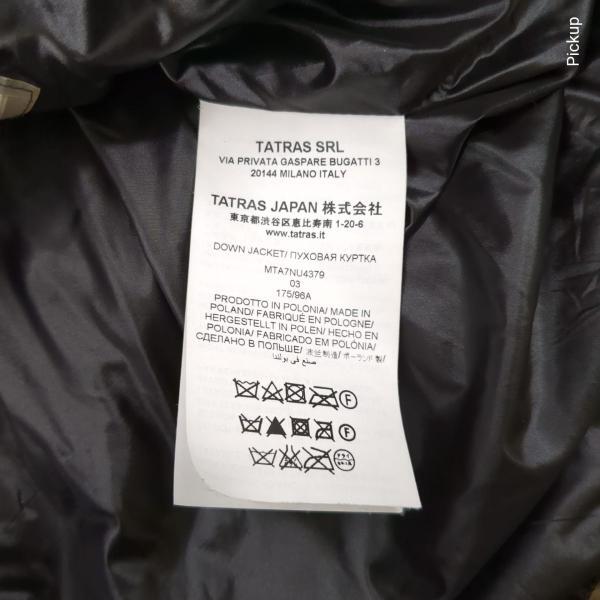 Pickup
TATRAS SRL
VIA PRIVATA GASPARE BUGATTI 3
20144 MILANO ITALY
TATRAS JAPAN 株式会社
東京都渋谷区恵比寿南 1-20-6
www.tatras.it
DOWN JACKET/ ПУХОВАЯ КУРТКА
MTA7NU4379
03
175/96A
PRODOTTO IN POLONIA/ MADE IN
POLAND/ FABRIQUÉ EN POLOGNE/
HERGESTELLT IN POLEN/ HECHO EN
POLONIA/ FABRICADO EM POLÓNIA/
СДЕЛАНО В ПОЛЬШЕ/ 波兰制造/ ポーランド製/
صنع في بولندا
F
F